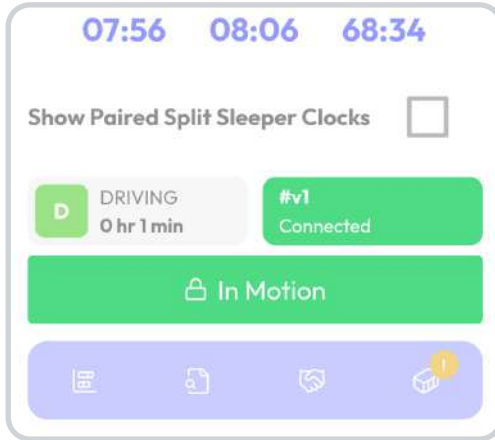 07:56 08:06 68:34
Show Paired Split Sleeper Clocks
D DRIVING
0 hr 1 min
#v1
Connected
In Motion
!